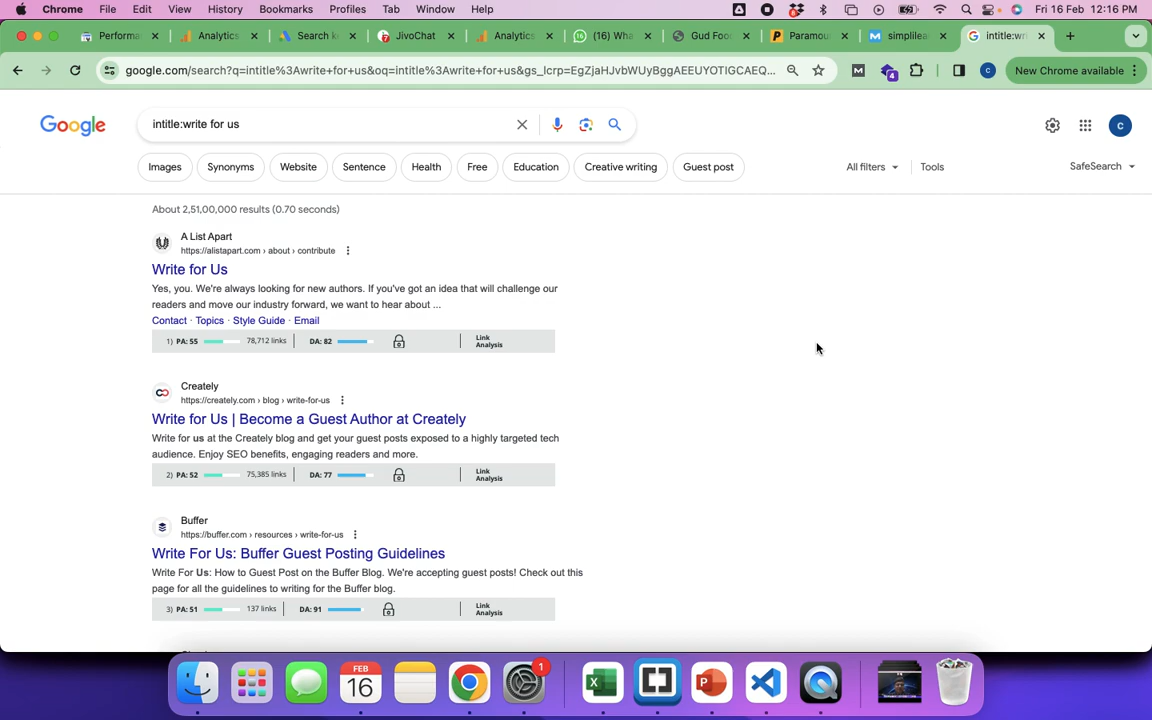 Chrome File Edit View History Bookmarks Profiles Tab Window Help Fri 16 Feb 12:16 PM
Performa Analytics Search k JivoChat Analytics (16) Wha Gud Foo Paramou simplilea intitle:wri
google.com/search?q=intitle%3Awrite+for+us&oq=intitle%3Awrite+for+us&gs_lcrp=EgZjaHJvbWUyBggAEEUYOTIGCAEQ... 4 C New Chrome available
Google intitle:write for us C
Images Synonyms Website Sentence Health Free Education Creative writing Guest post All filters Tools SafeSearch
About 2,51,00,000 results (0.70 seconds)
A List Apart
https://alistapart.com › about › contribute
Write for Us
Yes, you. We're always looking for new authors. If you've got an idea that will challenge our
readers and move our industry forward, we want to hear about ...
Contact · Topics · Style Guide · Email
1) PA: 55 78,712 links DA: 82 Link Analysis
Creately
https://creately.com › blog › write-for-us
Write for Us | Become a Guest Author at Creately
Write for us at the Creately blog and get your guest posts exposed to a highly targeted tech
audience. Enjoy SEO benefits, engaging readers and more.
2) PA: 52 75,385 links DA: 77 Link Analysis
Buffer
https://buffer.com › resources › write-for-us
Write For Us: Buffer Guest Posting Guidelines
Write For Us: How to Guest Post on the Buffer Blog. We're accepting guest posts! Check out this
page for all the guidelines to writing for the Buffer blog.
3) PA: 51 137 links DA: 91 Link Analysis
FEB 16 1